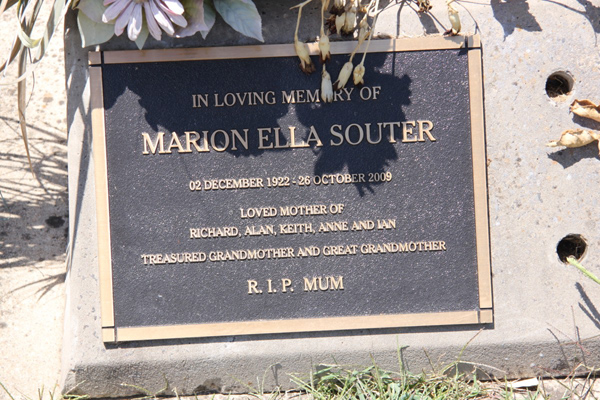 IN LOVING MEMORY OF
MARION ELLA SOUTER
02 DECEMBER 1922 - 26 OCTOBER 2009
LOVED MOTHER OF
RICHARD, ALAN, KEITH, ANNE AND IAN
TREASURED GRANDMOTHER AND GREAT GRANDMOTHER
R. I. P. MUM